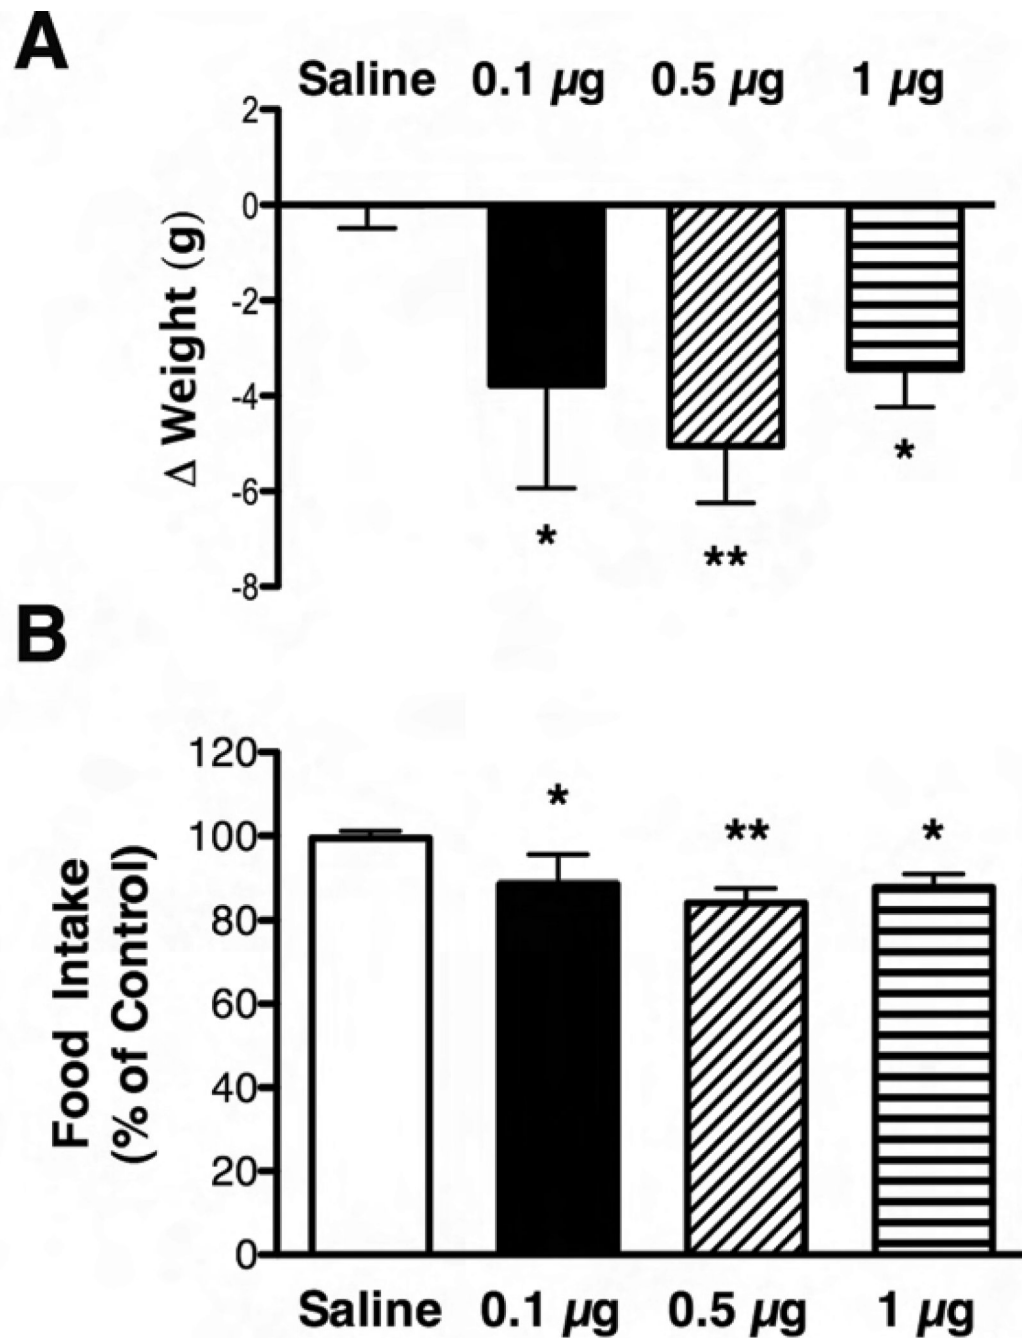 A
Saline 0.1 µg 0.5 µg 1 µg
2
0
-2
-4
-6
-8
Δ Weight (g)
*
**
*
B
120
100
80
60
40
20
0
Food Intake
(% of Control)
*
**
*
Saline 0.1 µg 0.5 µg 1 µg